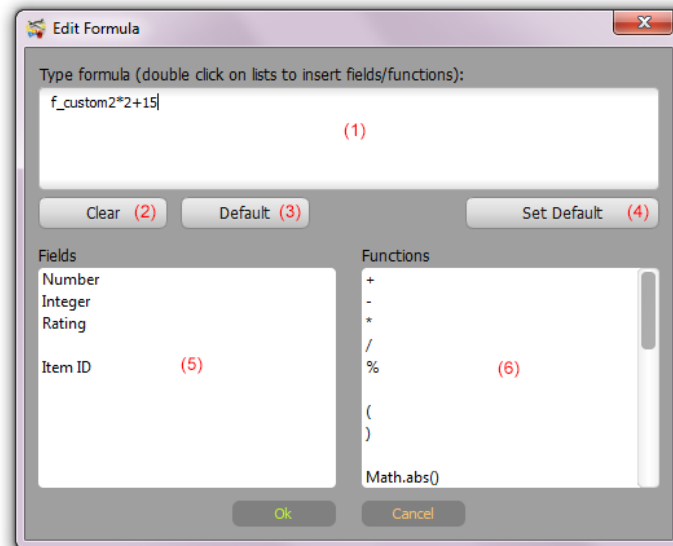 Edit Formula
x
Type formula (double click on lists to insert fields/functions):
f_custom2*2+15
(1)
Clear (2) Default (3) Set Default (4)
Fields
Number
Integer
Rating
Item ID
(5)
Functions
+
-
*
/
%
(
)
Math.abs()
(6)
Ok Cancel